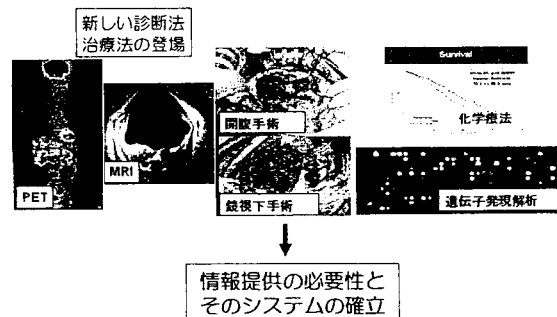 新しい診断法
治療法の登場
PET
MRI
開腹手術
鏡視下手術
Survival
化学療法
遺伝子発現解析
情報提供の必要性と
そのシステムの確立